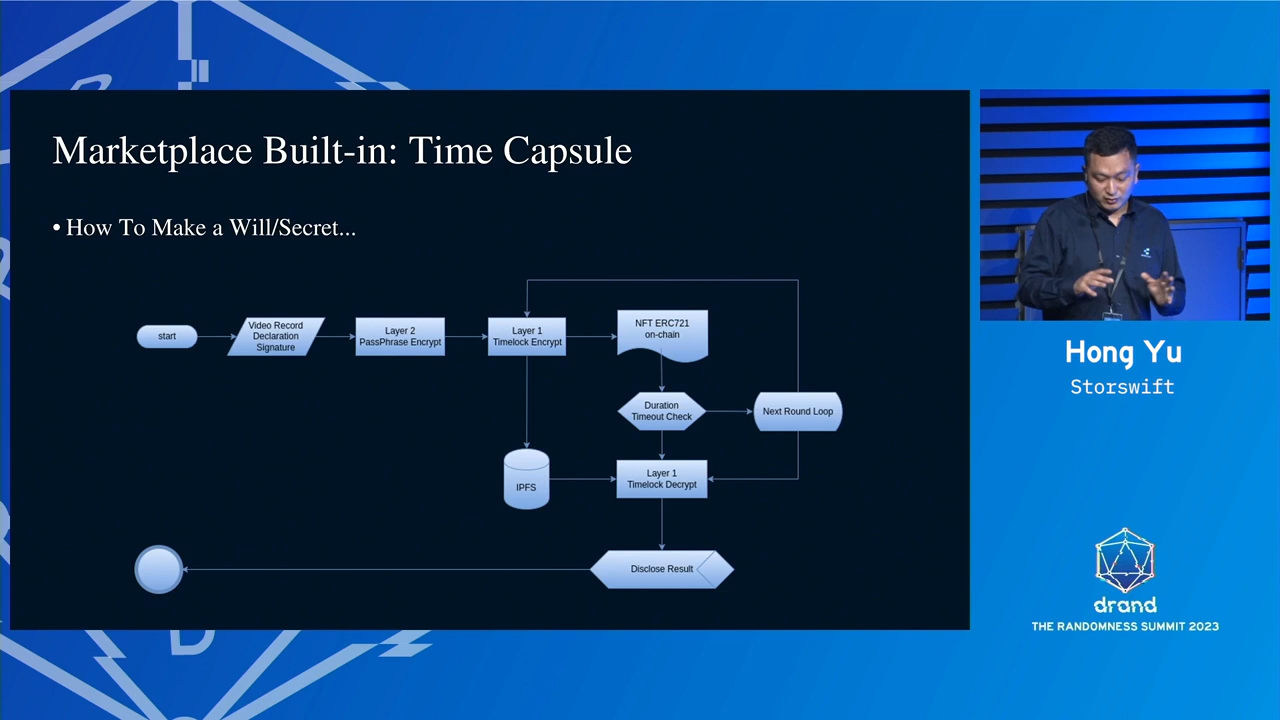 Marketplace Built-in: Time Capsule
• How To Make a Will/Secret...
start
Video Record
Declaration
Signature
Layer 2
PassPhrase Encrypt
Layer 1
Timelock Encrypt
NFT ERC721
on-chain
Duration
Timeout Check
Next Round Loop
IPFS
Layer 1
Timelock Decrypt
Disclose Result
Hong Yu
Storswift
drand
THE RANDOMNESS SUMMIT 2023